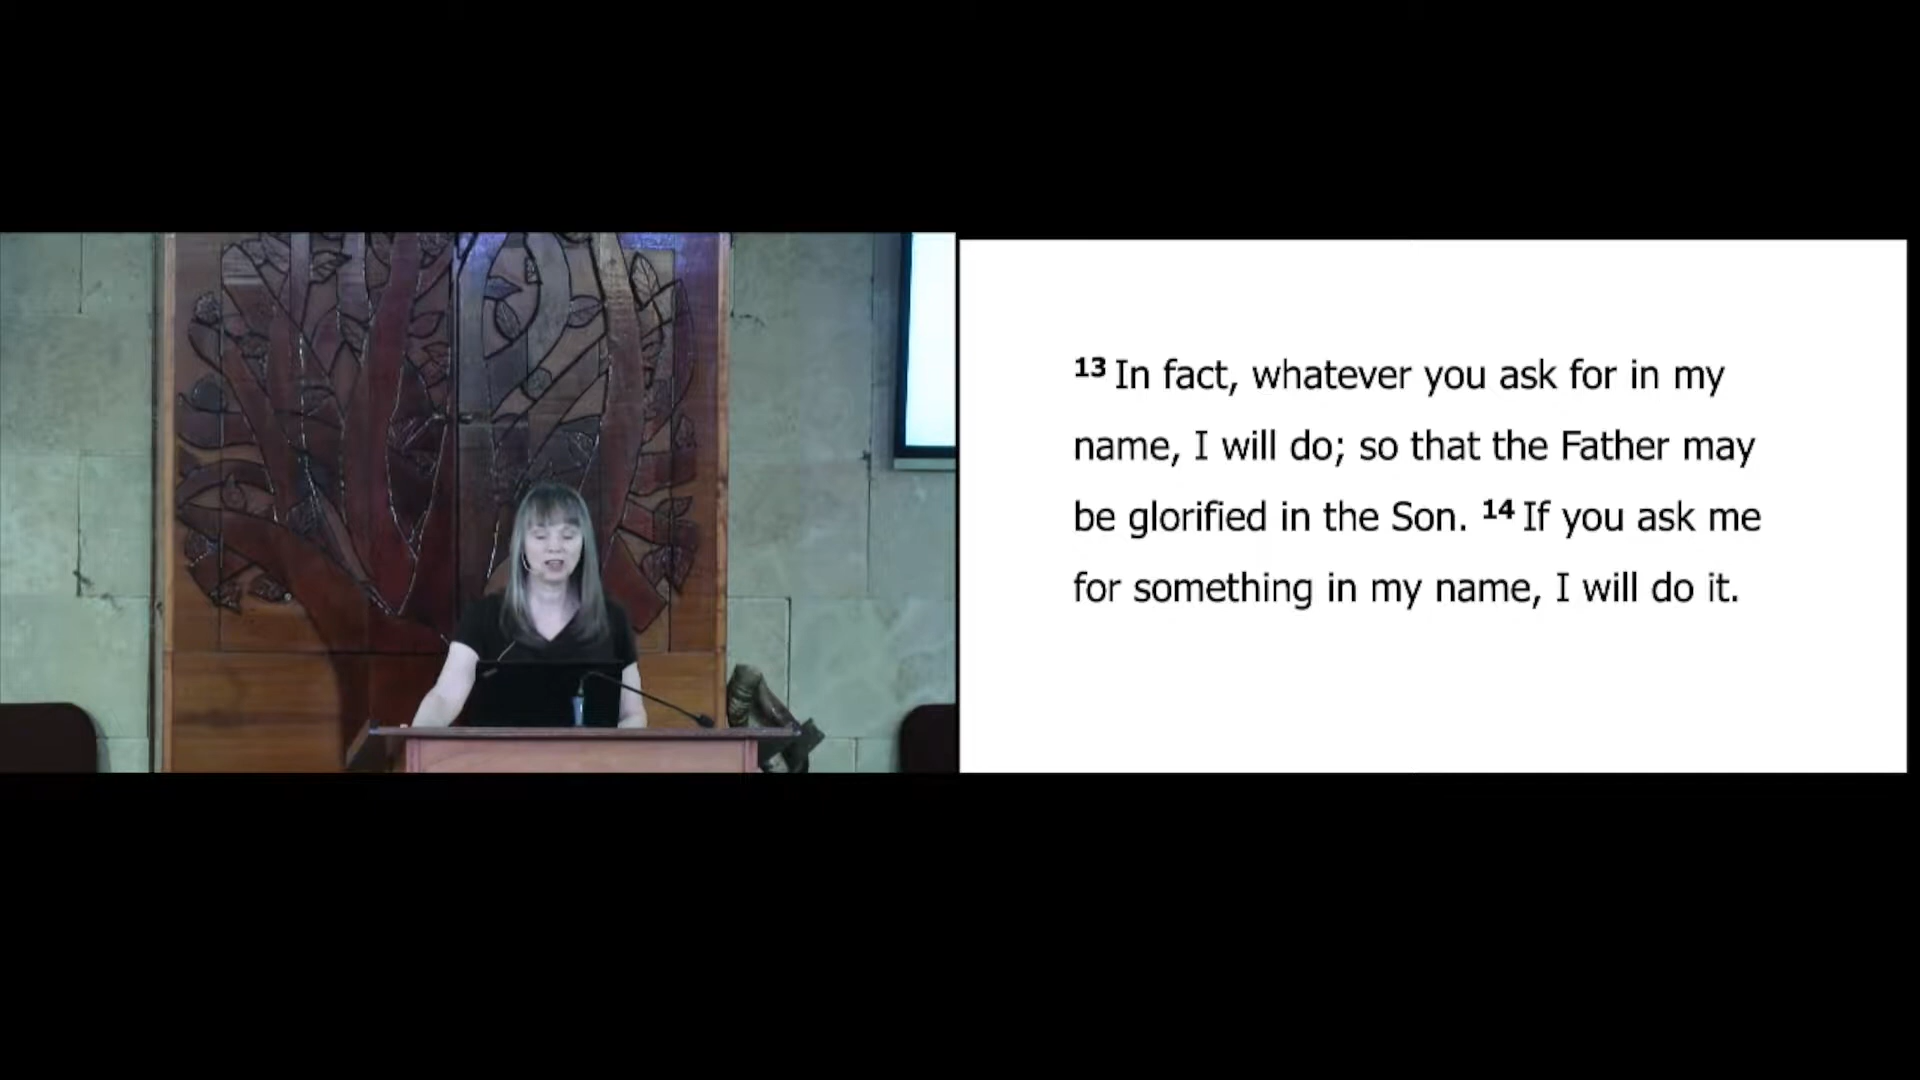 13 In fact, whatever you ask for in my
name, I will do; so that the Father may
be glorified in the Son. 14 If you ask me
for something in my name, I will do it.